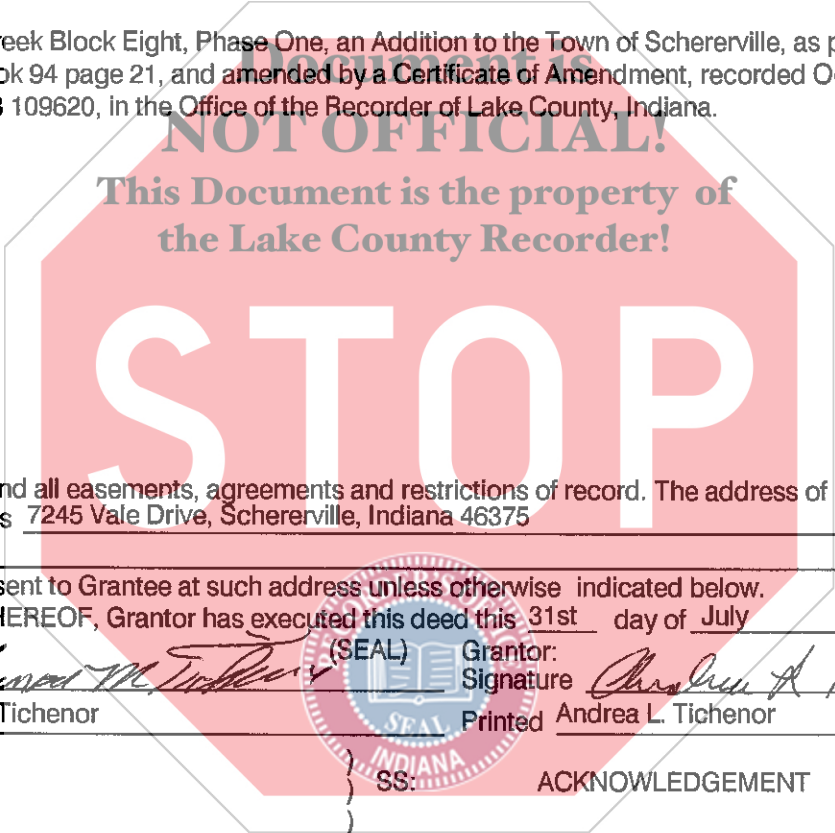 eek Block Eight, Phase One, an Addition to the Town of Schererville, as p
ok 94 page 21, and amended by a Certificate of Amendment, recorded O
109620, in the Office of the Recorder of Lake County, Indiana.
Document is
NOT OFFICIAL!
This Document is the property of
the Lake County Recorder!
STOP
nd all easements, agreements and restrictions of record. The address of
s 7245 Vale Drive, Schererville, Indiana 46375
sent to Grantee at such address unless otherwise indicated below.
HEREOF, Grantor has executed this deed this 31st day of July
(SEAL) Grantor:
Signature
Tichenor Printed Andrea L. Tichenor
RECORDER'S OFFICE
SEAL
INDIANA
) SS: ACKNOWLEDGEMENT
)